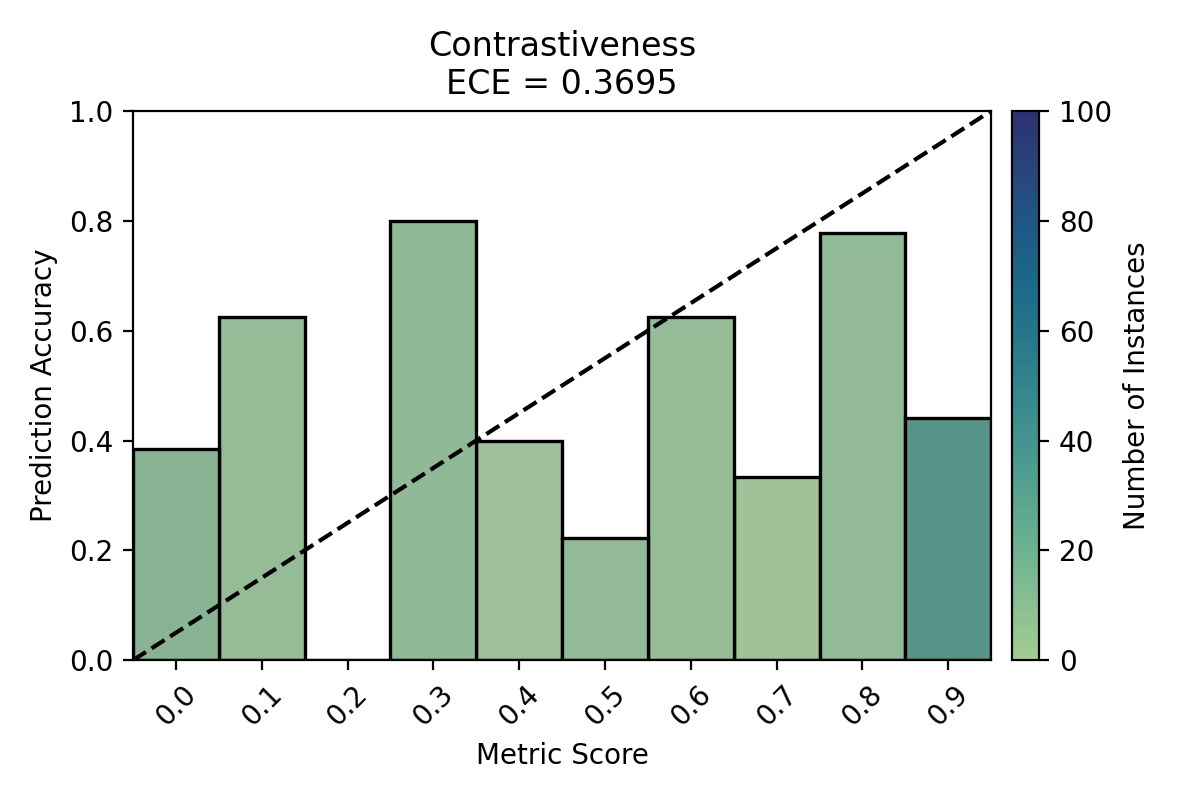 Contrastiveness
ECE = 0.3695
1.0
0.8
0.6
0.4
0.2
0.0
Prediction Accuracy
0.0 0.1 0.2 0.3 0.4 0.5 0.6 0.7 0.8 0.9
Metric Score
100
80
60
40
20
0
Number of Instances